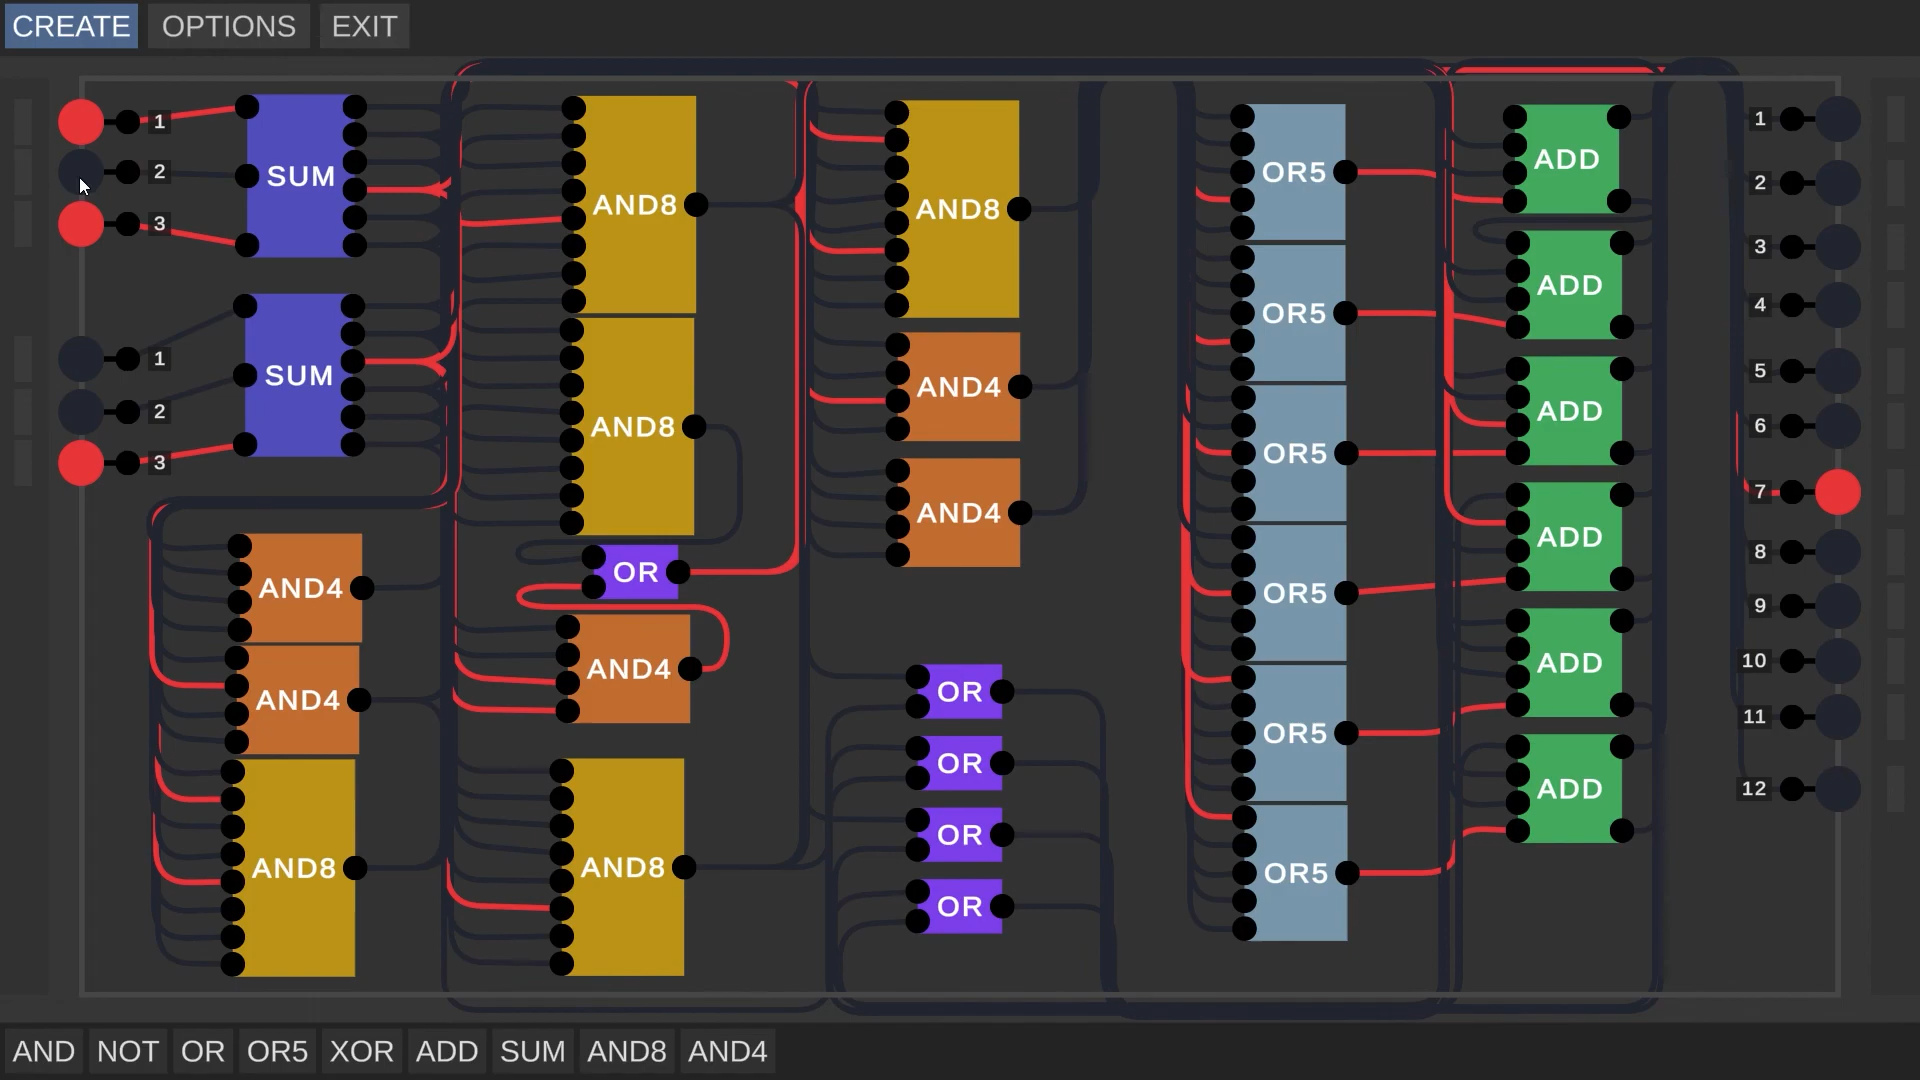 CREATE OPTIONS EXIT
1
2
3
SUM
1
2
3
SUM
AND4
AND4
AND8
AND8
AND8
OR
AND4
AND8
AND8
AND4
AND4
OR
OR
OR
OR
OR5
OR5
OR5
OR5
OR5
OR5
ADD
ADD
ADD
ADD
ADD
ADD
1
2
3
4
5
6
7
8
9
10
11
12
AND NOT OR OR5 XOR ADD SUM AND8 AND4